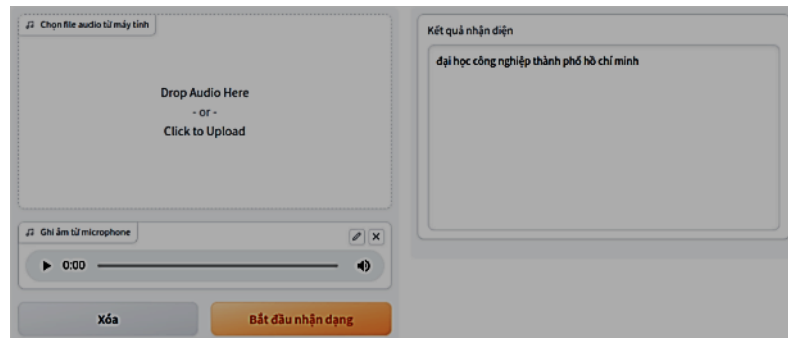 Chọn file audio từ máy tính
Drop Audio Here
- or -
Click to Upload
Ghi âm từ microphone
0:00
Xóa
Bắt đầu nhận dạng
Kết quả nhận diện
đại học công nghiệp thành phố hồ chí minh